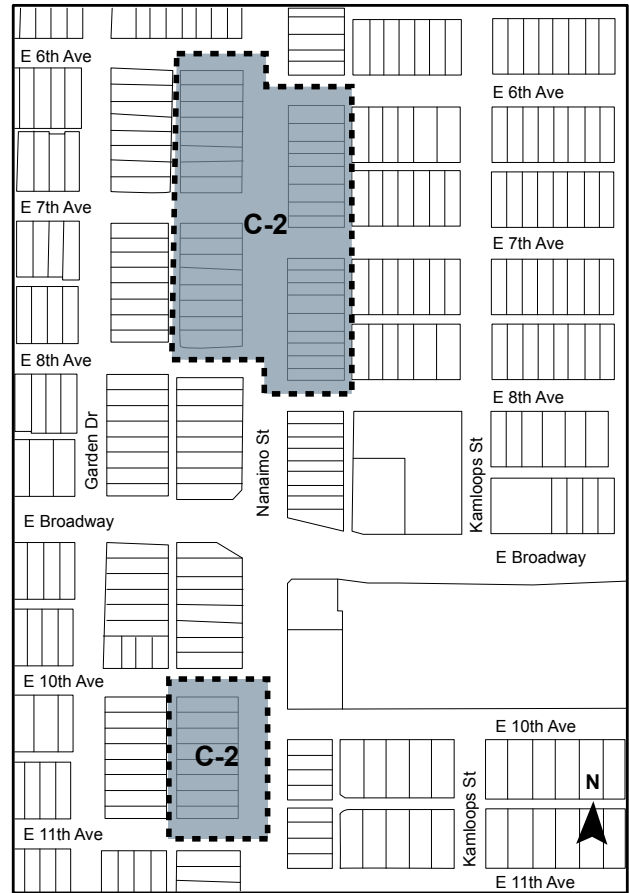 E 6th Ave
E 6th Ave
E 7th Ave
C-2
E 7th Ave
E 8th Ave
E 8th Ave
Garden Dr
Nanaimo St
Kamloops St
E Broadway
E Broadway
E 10th Ave
E 10th Ave
C-2
Kamloops St
N
E 11th Ave
E 11th Ave